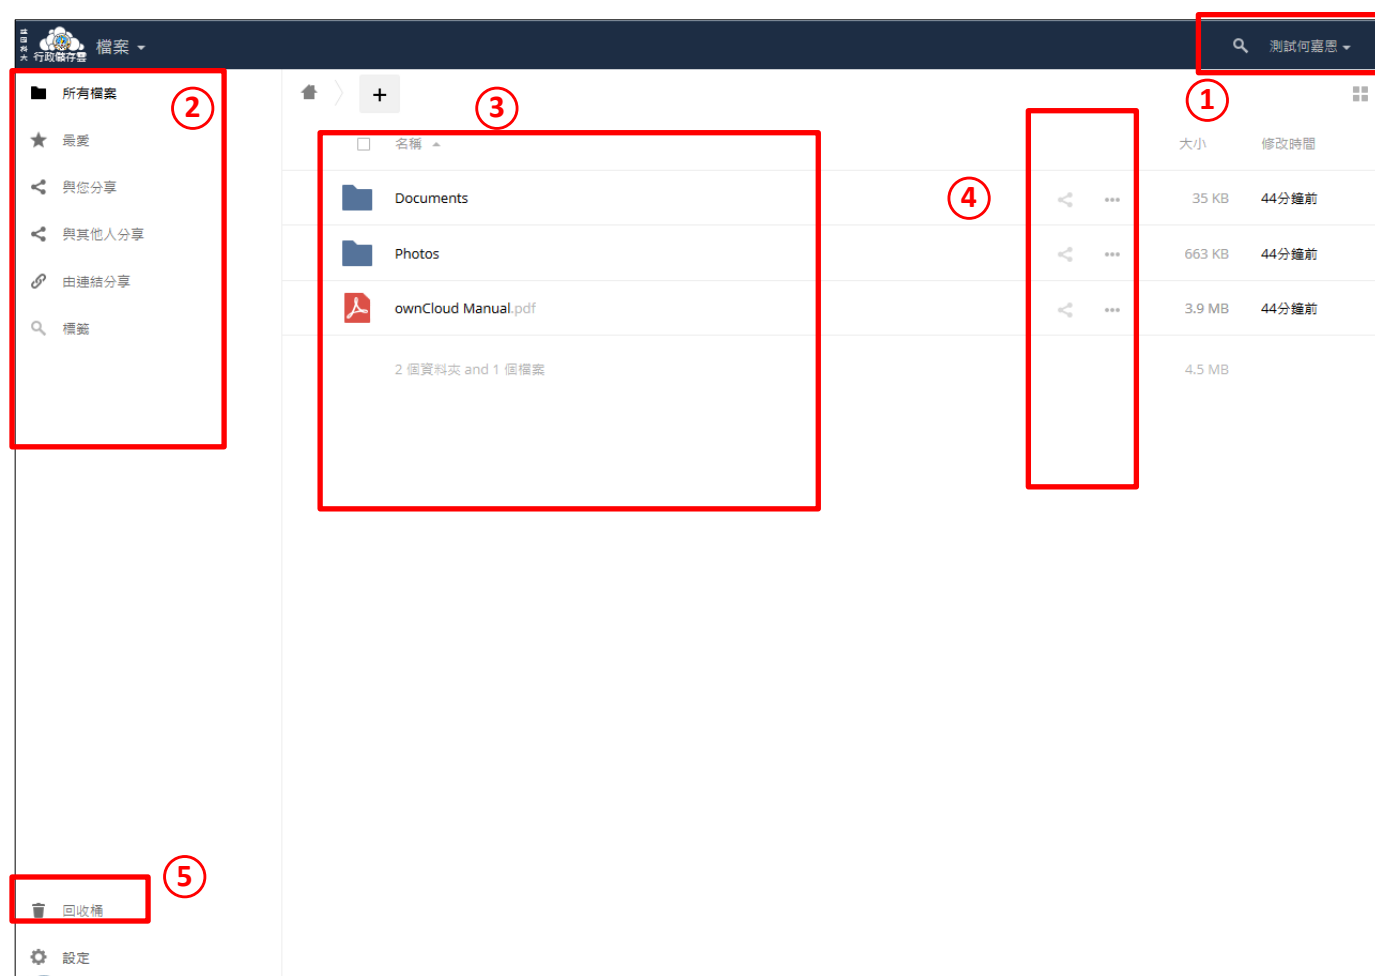 行政儲存雲
檔案
測試何嘉恩
①
所有檔案
②
最愛
與您分享
與其他人分享
由連結分享
標籤
+
③
名稱
大小
修改時間
④
Documents
35 KB
44分鐘前
Photos
663 KB
44分鐘前
ownCloud Manual.pdf
3.9 MB
44分鐘前
2 個資料夾 and 1 個檔案
4.5 MB
⑤
回收桶
設定